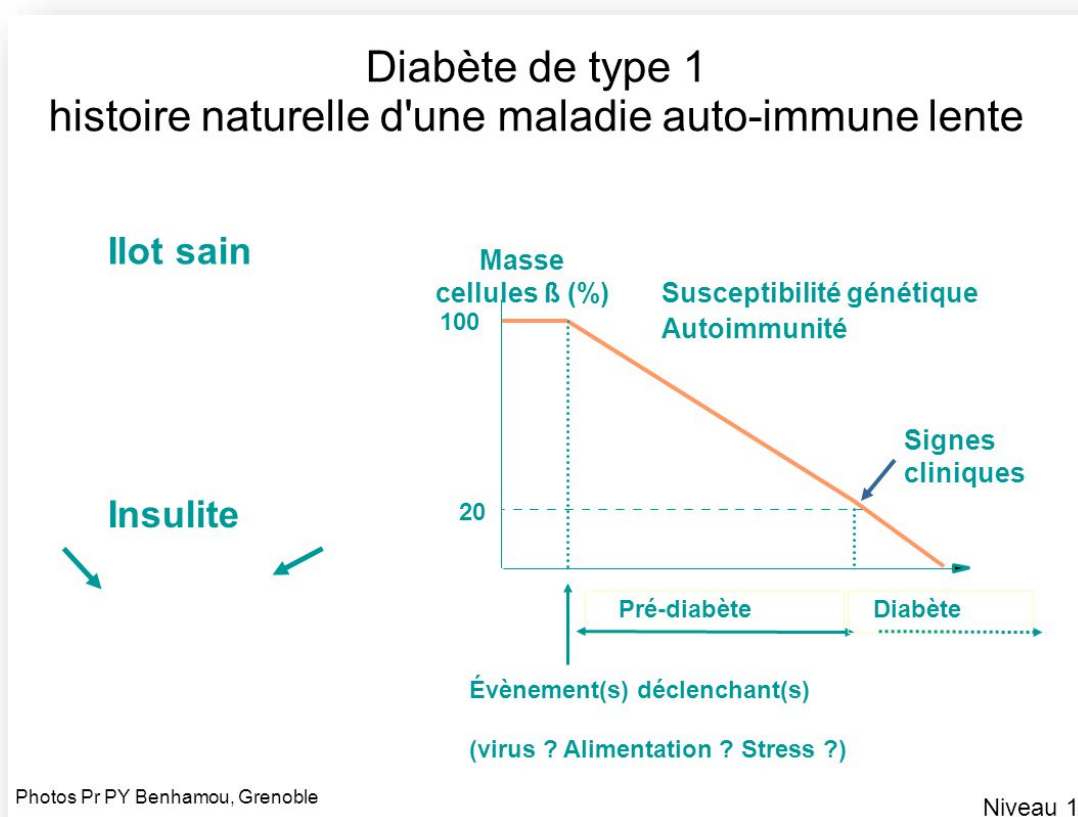 Diabète de type 1
histoire naturelle d'une maladie auto-immune lente
Ilot sain
Insulite
Masse
cellules ß (%)
100
20
Susceptibilité génétique
Autoimmunité
Signes
cliniques
Pré-diabète
Diabète
Évènement(s) déclenchant(s)
(virus ? Alimentation ? Stress ?)
Photos Pr PY Benhamou, Grenoble
Niveau 1